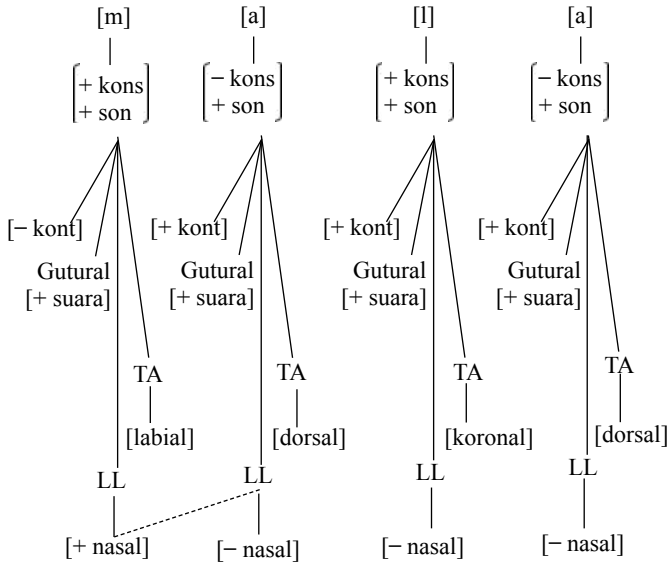 [m] [a] [l] [a]
+ kons − kons + kons − kons
+ son + son + son + son
[− kont] [+ kont] [+ kont] [+ kont]
Gutural Gutural Gutural Gutural
[+ suara] [+ suara] [+ suara] [+ suara]
TA TA TA TA
[labial] [dorsal] [koronal] [dorsal]
LL LL LL LL
[+ nasal] [− nasal] [− nasal] [− nasal]